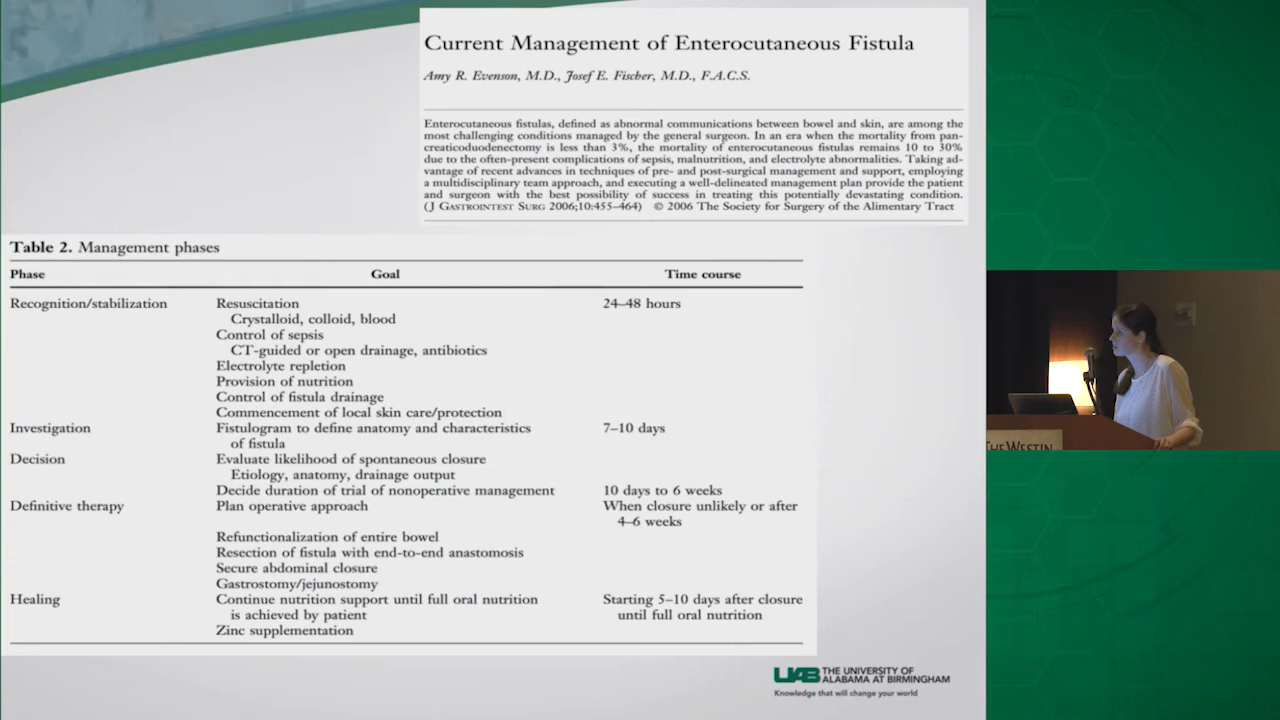 Current Management of Enterocutaneous Fistula
Amy R. Evenson, M.D., Josef E. Fischer, M.D., F.A.C.S.
Enterocutaneous fistulas, defined as abnormal communications between bowel and skin, are among the
most challenging conditions managed by the general surgeon. In an era when the mortality from pan-
creaticoduodenectomy is less than 3%, the mortality of enterocutaneous fistulas remains 10 to 30%
due to the often-present complications of sepsis, malnutrition, and electrolyte abnormalities. Taking ad-
vantage of recent advances in techniques of pre- and post-surgical management and support, employing
a multidisciplinary team approach, and executing a well-delineated management plan provide the patient
and surgeon with the best possibility of success in treating this potentially devastating condition.
(J GASTROINTEST SURG 2006;10:455–464) © 2006 The Society for Surgery of the Alimentary Tract
Table 2. Management phases
Phase Goal Time course
Recognition/stabilization Resuscitation 24–48 hours
Crystalloid, colloid, blood
Control of sepsis
CT-guided or open drainage, antibiotics
Electrolyte repletion
Provision of nutrition
Control of fistula drainage
Commencement of local skin care/protection
Investigation Fistulogram to define anatomy and characteristics 7–10 days
of fistula
Decision Evaluate likelihood of spontaneous closure
Etiology, anatomy, drainage output
Decide duration of trial of nonoperative management 10 days to 6 weeks
Definitive therapy Plan operative approach When closure unlikely or after
4–6 weeks
Refunctionalization of entire bowel
Resection of fistula with end-to-end anastomosis
Secure abdominal closure
Gastrostomy/jejunostomy
Healing Continue nutrition support until full oral nutrition Starting 5–10 days after closure
is achieved by patient until full oral nutrition
Zinc supplementation
UAB THE UNIVERSITY OF
ALABAMA AT BIRMINGHAM
Knowledge that will change your world
THE WESTIN